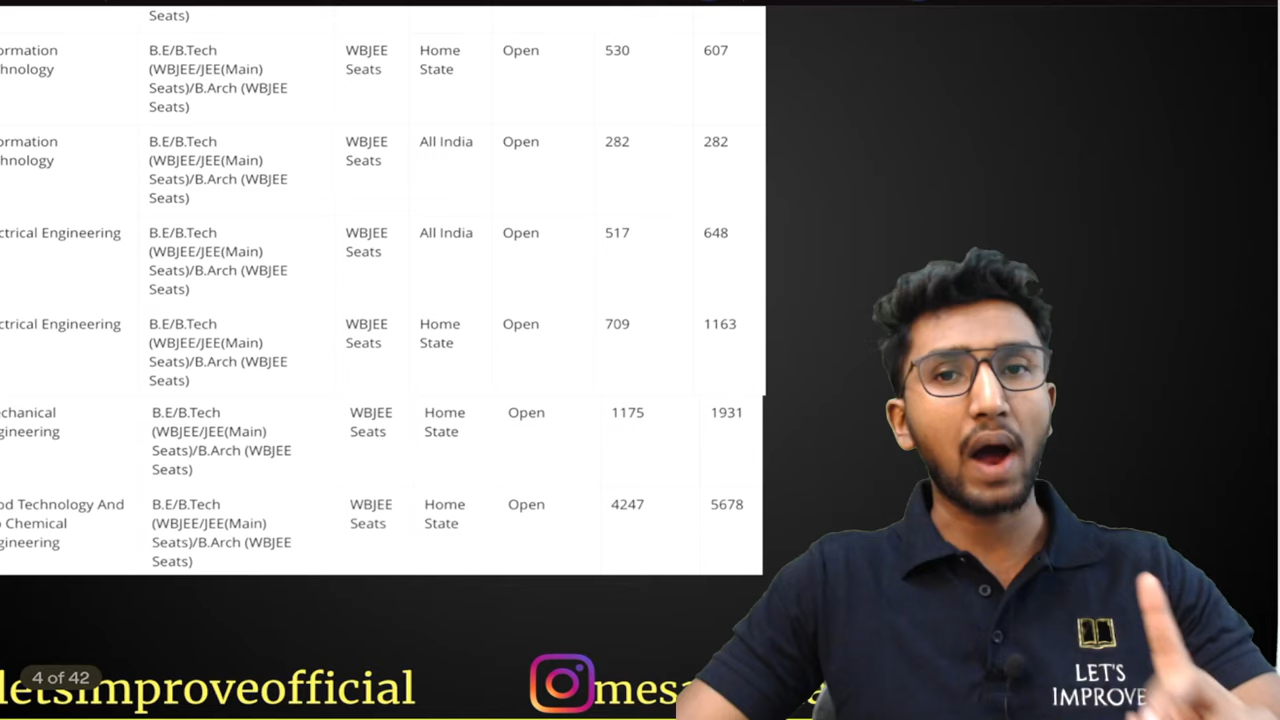 Seats)
ormation
hnology
B.E/B.Tech
(WBJEE/JEE(Main)
Seats)/B.Arch (WBJEE
Seats)
WBJEE
Seats
Home
State
Open
530
607
ormation
hnology
B.E/B.Tech
(WBJEE/JEE(Main)
Seats)/B.Arch (WBJEE
Seats)
WBJEE
Seats
All India
Open
282
282
ctrical Engineering
B.E/B.Tech
(WBJEE/JEE(Main)
Seats)/B.Arch (WBJEE
Seats)
WBJEE
Seats
All India
Open
517
648
ctrical Engineering
B.E/B.Tech
(WBJEE/JEE(Main)
Seats)/B.Arch (WBJEE
Seats)
WBJEE
Seats
Home
State
Open
709
1163
echanical
gineering
B.E/B.Tech
(WBJEE/JEE(Main)
Seats)/B.Arch (WBJEE
Seats)
WBJEE
Seats
Home
State
Open
1175
1931
od Technology And
Chemical
gineering
B.E/B.Tech
(WBJEE/JEE(Main)
Seats)/B.Arch (WBJEE
Seats)
WBJEE
Seats
Home
State
Open
4247
5678
4 of 42
letsimproveofficial
mesa
LET'S
IMPROVE